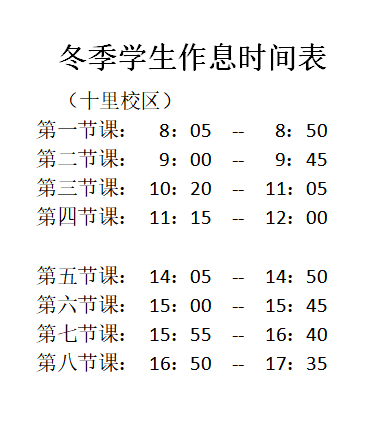 冬季学生作息时间表
（十里校区）
第一节课： 8：05 -- 8：50
第二节课： 9：00 -- 9：45
第三节课： 10：20 -- 11：05
第四节课： 11：15 -- 12：00
第五节课： 14：05 -- 14：50
第六节课： 15：00 -- 15：45
第七节课： 15：55 -- 16：40
第八节课： 16：50 -- 17：35